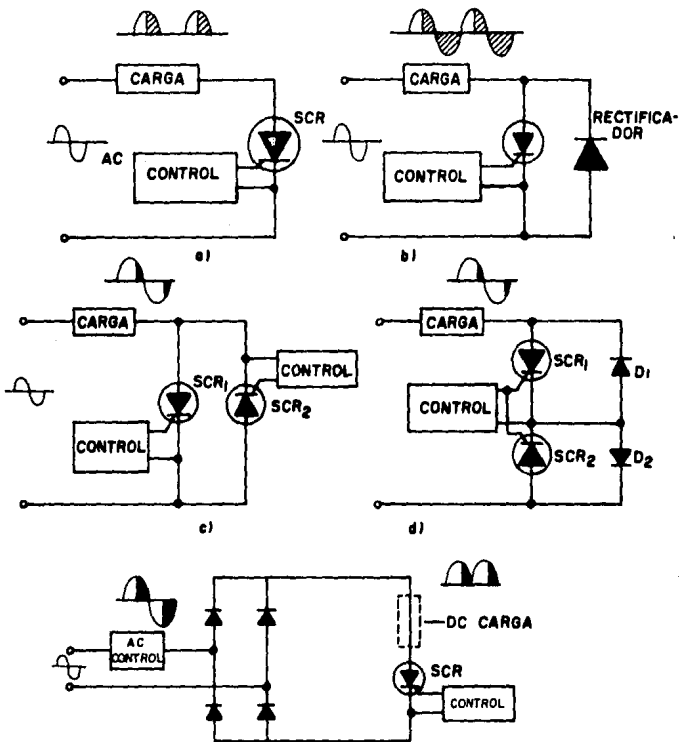 CARGA
SCR
AC
CONTROL
a)
CARGA
RECTIFICA-
DOR
CONTROL
b)
CARGA
SCR1
CONTROL
CONTROL
SCR2
c)
CARGA
SCR1
D1
CONTROL
SCR2
D2
d)
AC
CONTROL
DC CARGA
SCR
CONTROL